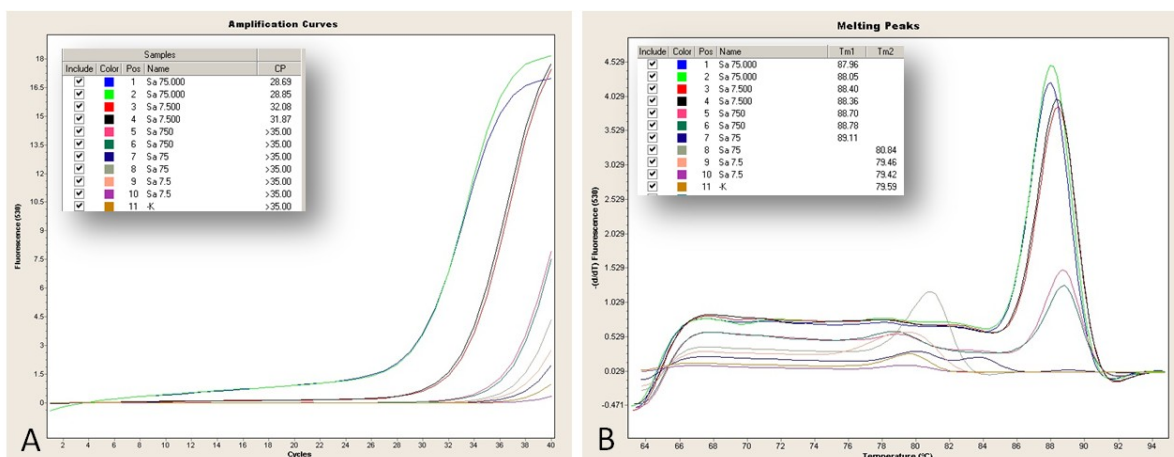 Amplification Curves
Samples
Include Color Pos Name CP
1 Sa 75.000 28.69
2 Sa 75.000 28.85
3 Sa 7.500 32.08
4 Sa 7.500 31.87
5 Sa 750 >35.00
6 Sa 750 >35.00
7 Sa 75 >35.00
8 Sa 75 >35.00
9 Sa 7.5 >35.00
10 Sa 7.5 >35.00
11 -K >35.00
Fluorescence (530)
18
16.5
15
13.5
12
10.5
9
7.5
6
4.5
3
1.5
0
2 4 6 8 10 12 14 16 18 20 22 24 26 28 30 32 34 36 38 40
Cycles
A
Melting Peaks
Include Color Pos Name Tm1 Tm2
1 Sa 75.000 87.96
2 Sa 75.000 88.05
3 Sa 7.500 88.40
4 Sa 7.500 88.36
5 Sa 750 88.70
6 Sa 750 88.78
7 Sa 75 89.11
8 Sa 75 80.84
9 Sa 7.5 79.46
10 Sa 7.5 79.42
11 -K 79.59
-(d/dT) Fluorescence (530)
4.529
4.029
3.529
3.029
2.529
2.029
1.529
1.029
0.529
0.029
-0.471
64 66 68 70 72 74 76 78 80 82 84 86 88 90 92 94
Temperature (°C)
B